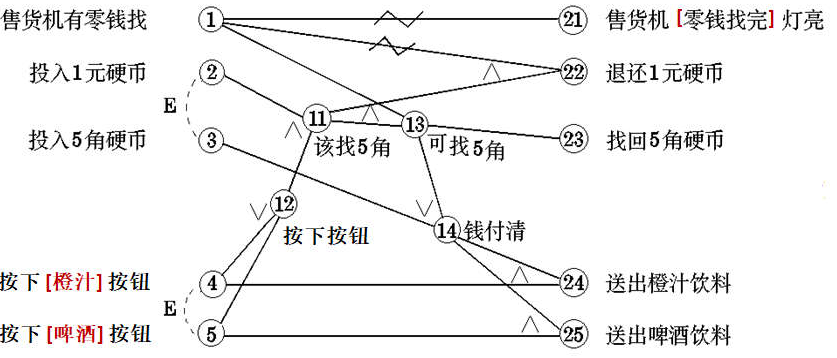 售货机有零钱找 1 21 售货机[零钱找完]灯亮
投入1元硬币 2 22 退还1元硬币
E
∧ ∧
11 13
投入5角硬币 3 ∧ 该找5角 可找5角 23 找回5角硬币
∨ 12 ∨
14 钱付清
按下按钮
按下[橙汁]按钮 4 ∧ 24 送出橙汁饮料
E
按下[啤酒]按钮 5 ∧ 25 送出啤酒饮料